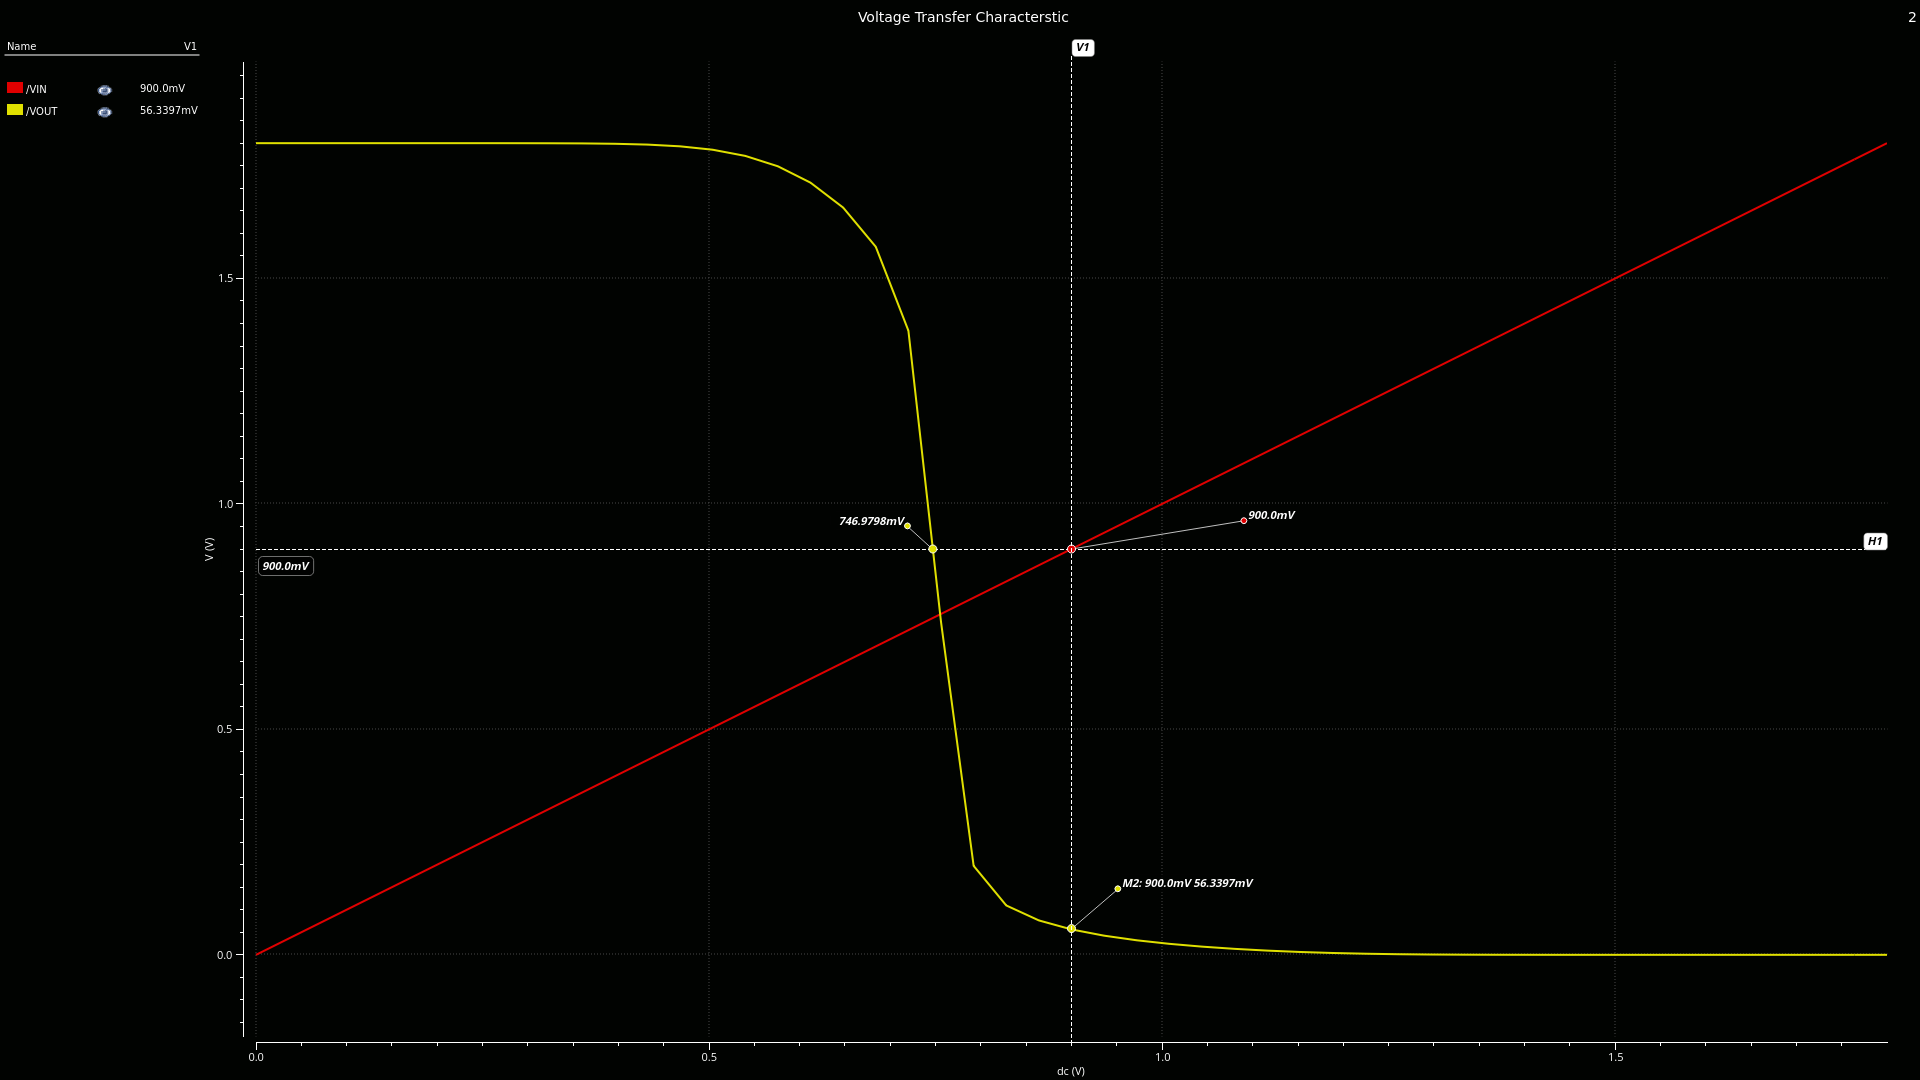 Voltage Transfer Characterstic
2
Name V1
/VIN 900.0mV
/VOUT 56.3397mV
V1
1.5
1.0
746.9798mV
900.0mV
H1
V (V)
900.0mV
0.5
M2: 900.0mV 56.3397mV
0.0
0.0 0.5 1.0 1.5
dc (V)